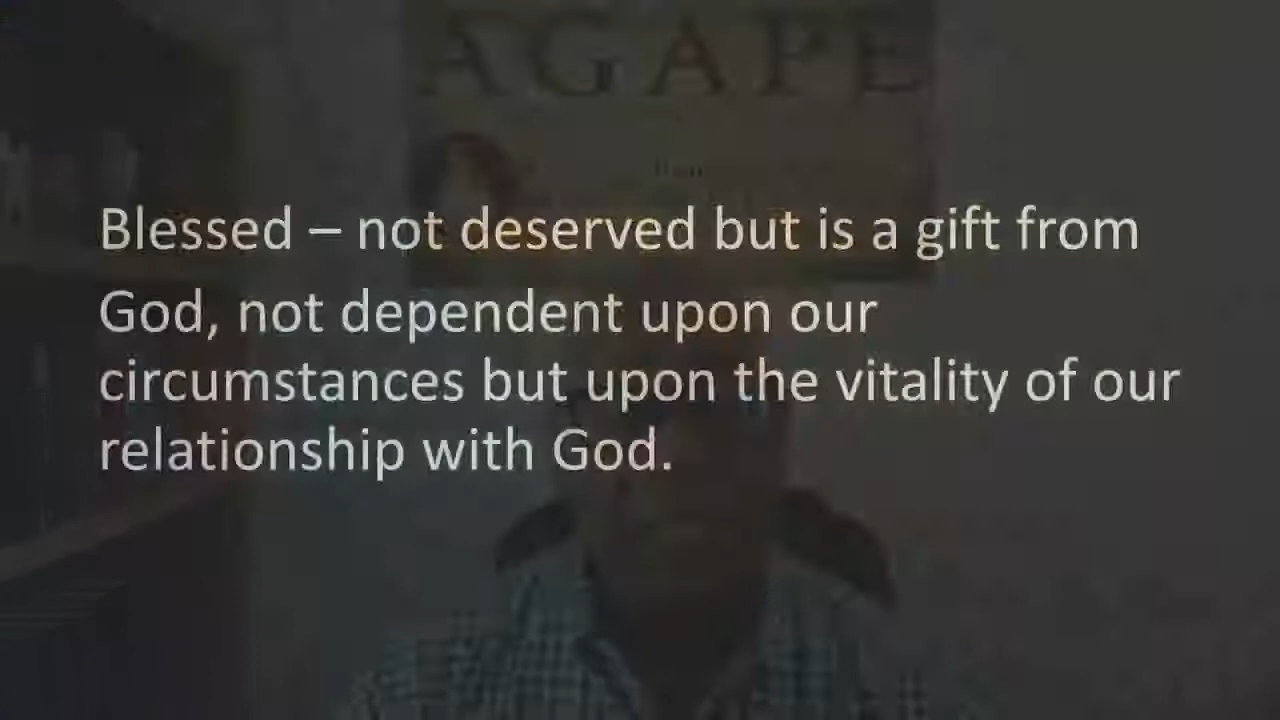 AGAPE
Blessed – not deserved but is a gift from
God, not dependent upon our
circumstances but upon the vitality of our
relationship with God.